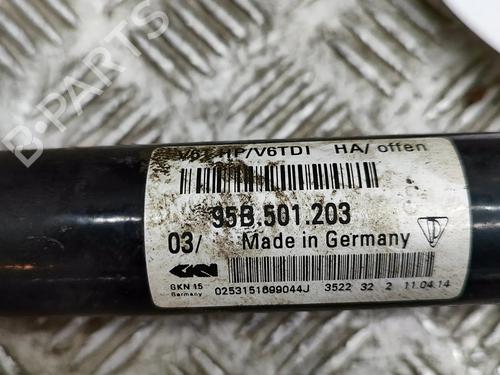 B-PARTS
HP/V6TDI HA/ offen
95B.501.203
03/ Made in Germany
GKN
GKN 15
Germany
0253151699044J 3522 32 2 11.04.14